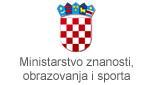 Ministarstvo znanosti,
obrazovanja i sporta